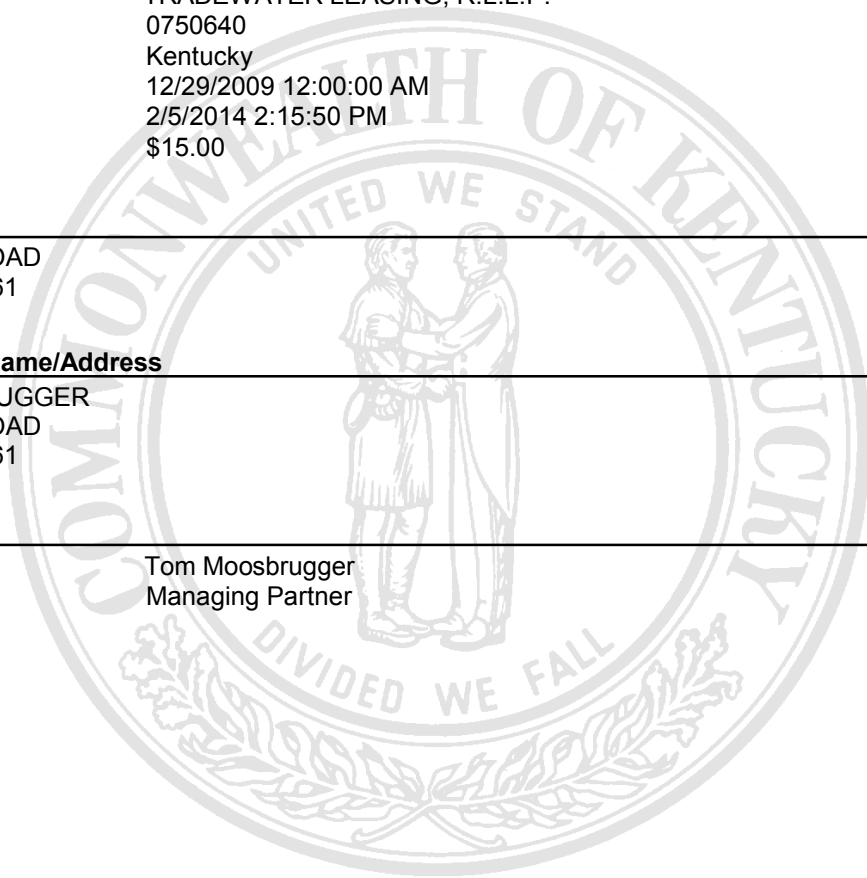 TRADEWATER LEASING, R.L.L.P.
0750640
Kentucky
12/29/2009 12:00:00 AM
2/5/2014 2:15:50 PM
$15.00
COMMONWEALTH OF KENTUCKY
UNITED WE STAND
OAD
61
ame/Address
UGGER
OAD
61
Tom Moosbrugger
Managing Partner
DIVIDED WE FALL